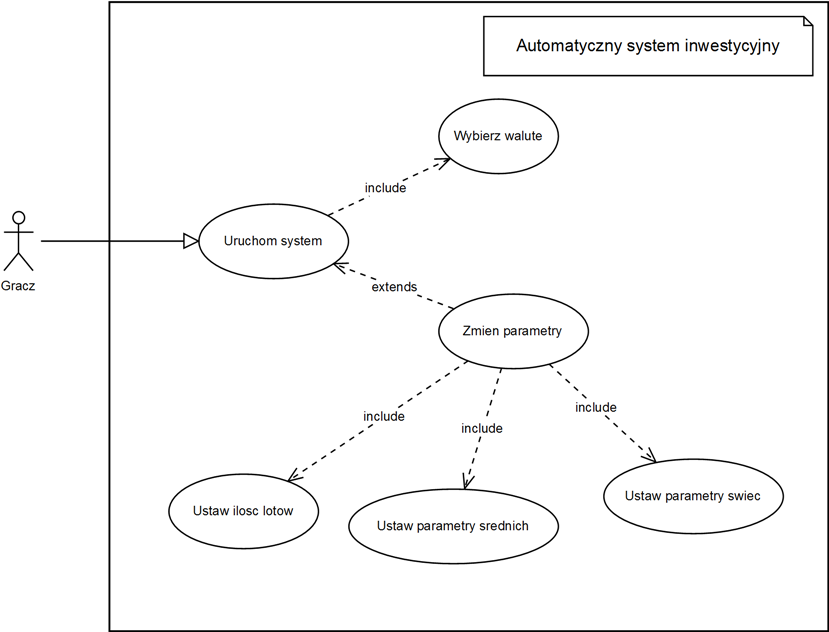 Automatyczny system inwestycyjny
Wybierz walute
include
Uruchom system
Gracz
extends
Zmien parametry
include
include
include
Ustaw ilosc lotow
Ustaw parametry srednich
Ustaw parametry swiec